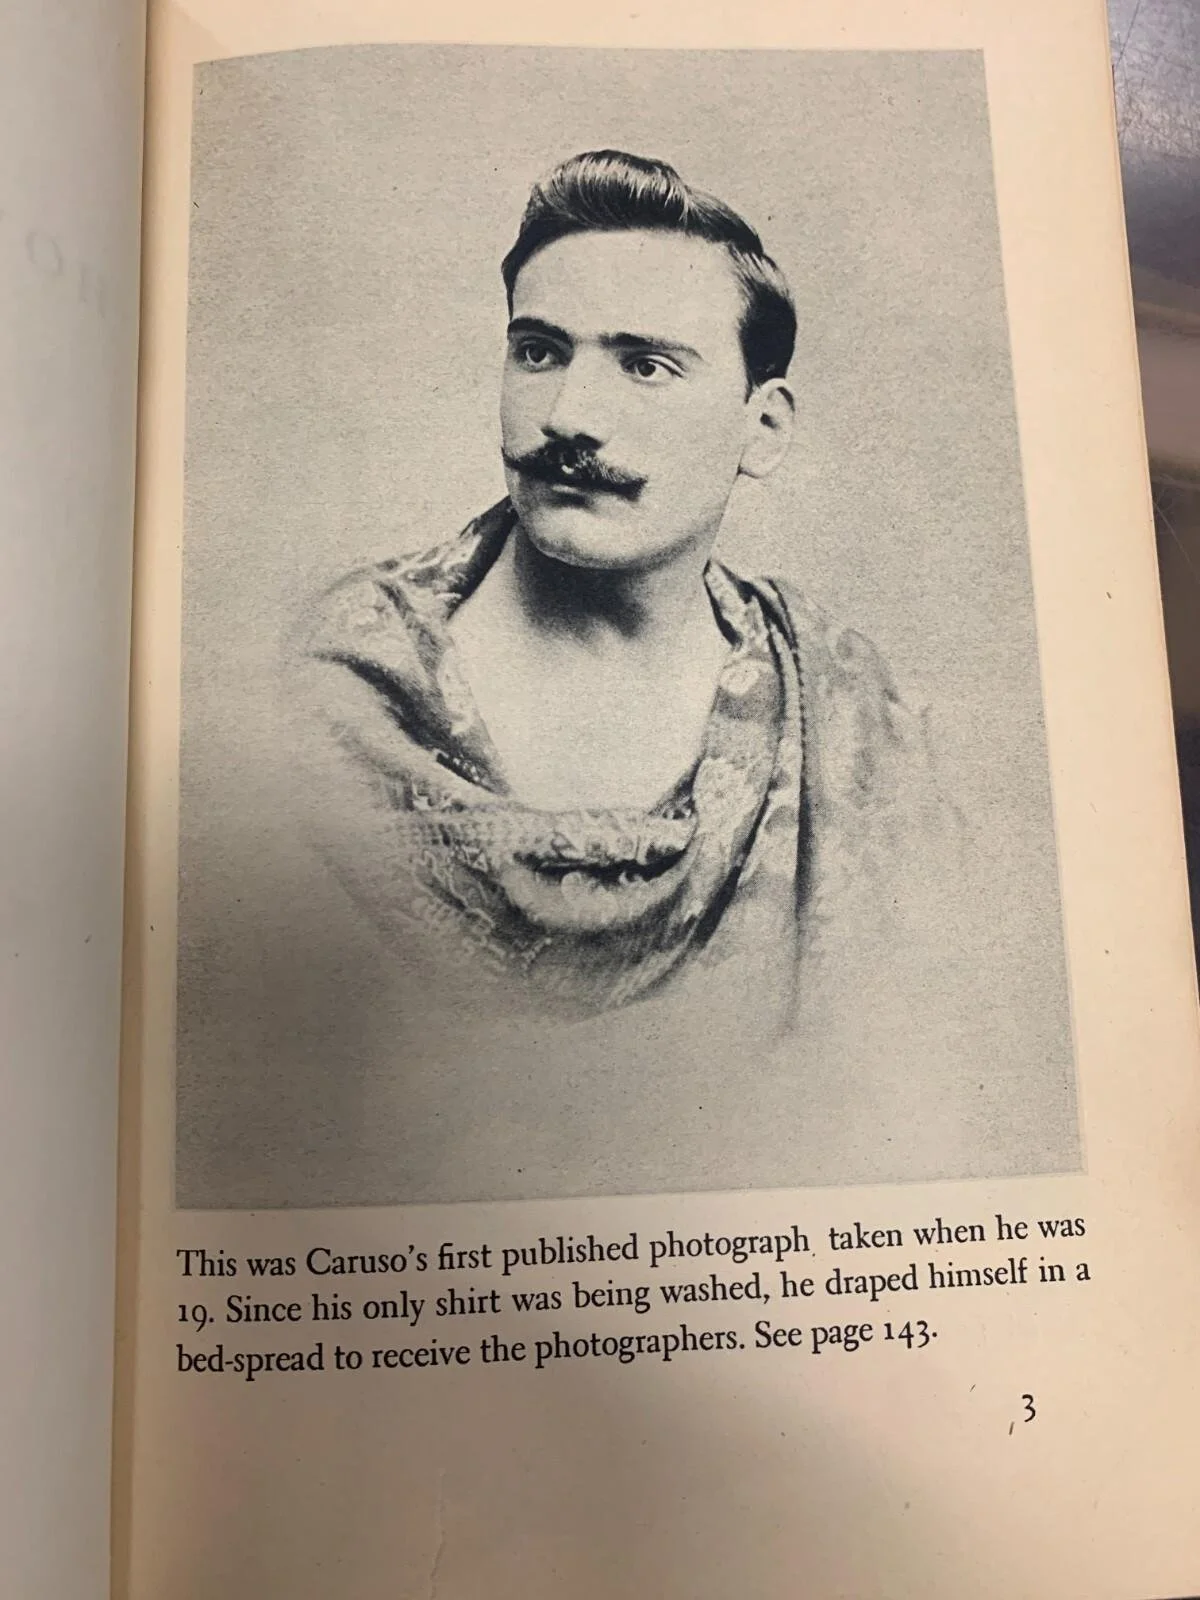 This was Caruso's first published photograph, taken when he was
19. Since his only shirt was being washed, he draped himself in a
bed-spread to receive the photographers. See page 143.
3